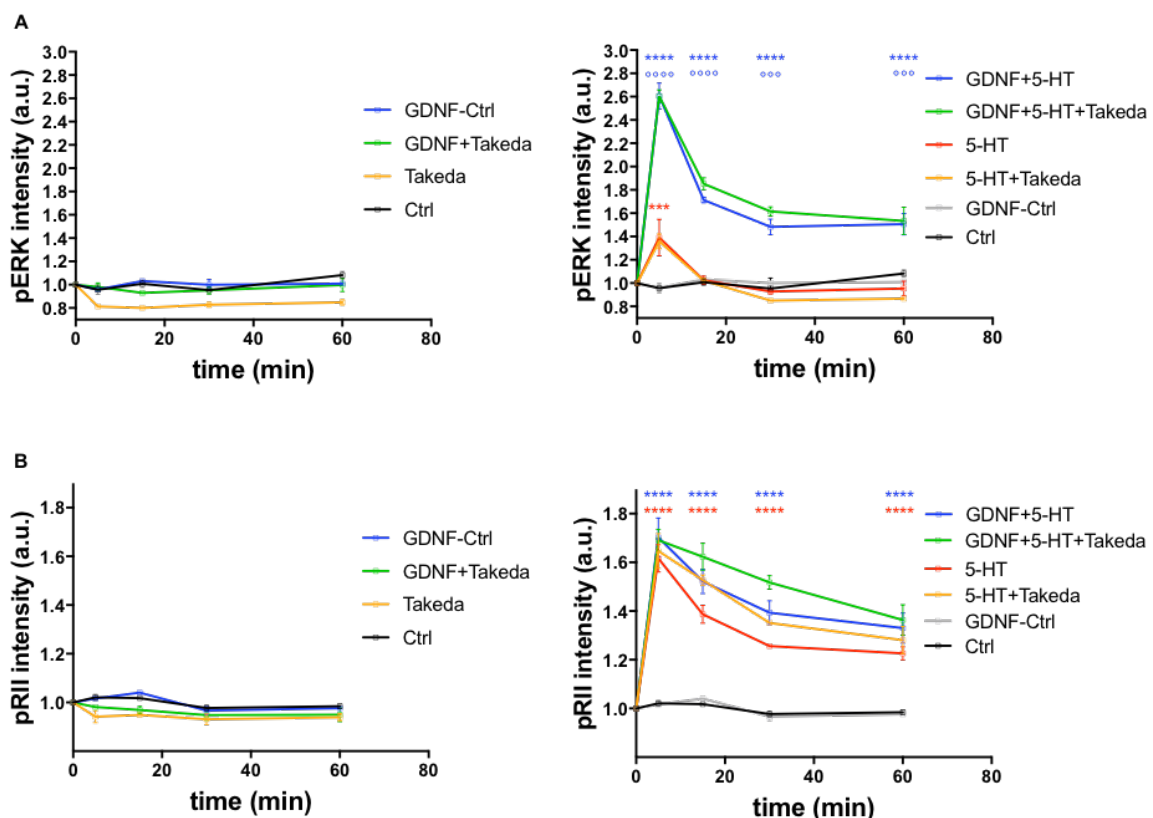 A
pERK intensity (a.u.)
3.0
2.8
2.6
2.4
2.2
2.0
1.8
1.6
1.4
1.2
1.0
0.8
0
20
40
60
80
time (min)
GDNF-Ctrl
GDNF+Takeda
Takeda
Ctrl
pERK intensity (a.u.)
3.0
2.8
2.6
2.4
2.2
2.0
1.8
1.6
1.4
1.2
1.0
0.8
**** **** **** ****
°°°° °°°° °°° °°°
***
0
20
40
60
80
time (min)
GDNF+5-HT
GDNF+5-HT+Takeda
5-HT
5-HT+Takeda
GDNF-Ctrl
Ctrl
B
pRII intensity (a.u.)
1.8
1.6
1.4
1.2
1.0
0
20
40
60
80
time (min)
GDNF-Ctrl
GDNF+Takeda
Takeda
Ctrl
pRII intensity (a.u.)
1.8
1.6
1.4
1.2
1.0
**** **** **** ****
**** **** **** ****
0
20
40
60
80
time (min)
GDNF+5-HT
GDNF+5-HT+Takeda
5-HT
5-HT+Takeda
GDNF-Ctrl
Ctrl